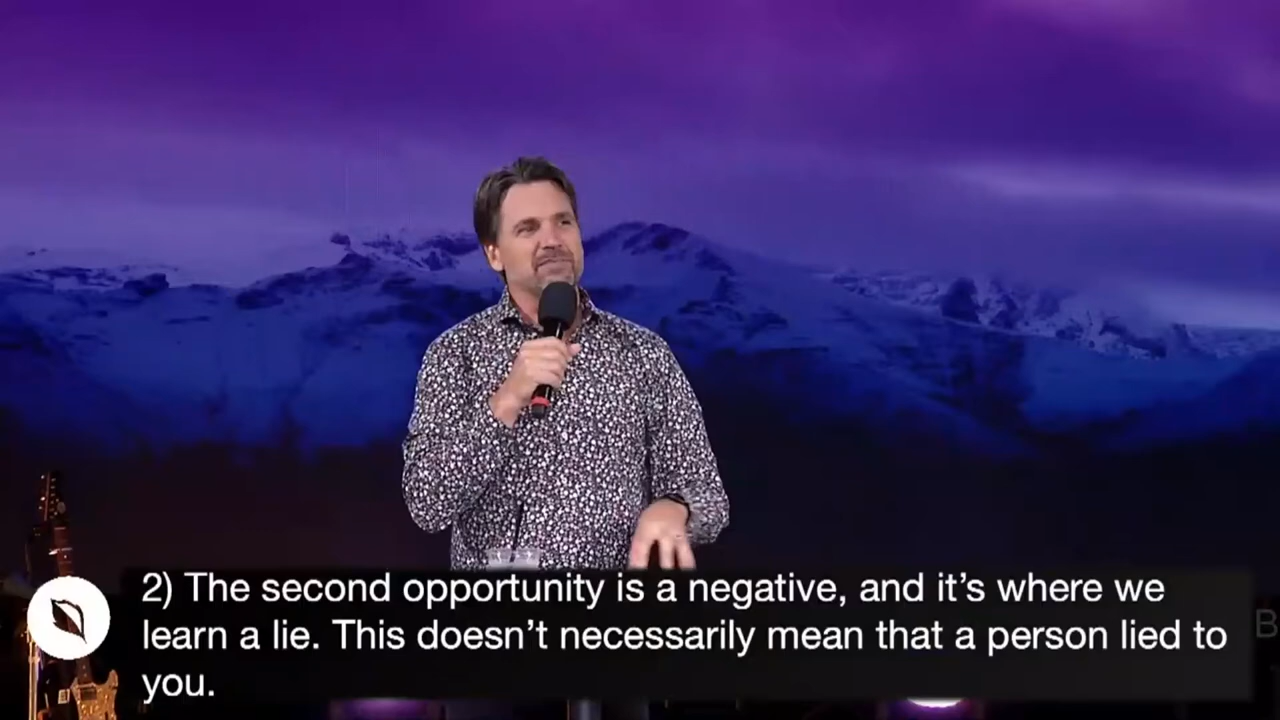 2) The second opportunity is a negative, and it’s where we
learn a lie. This doesn’t necessarily mean that a person lied to
you.